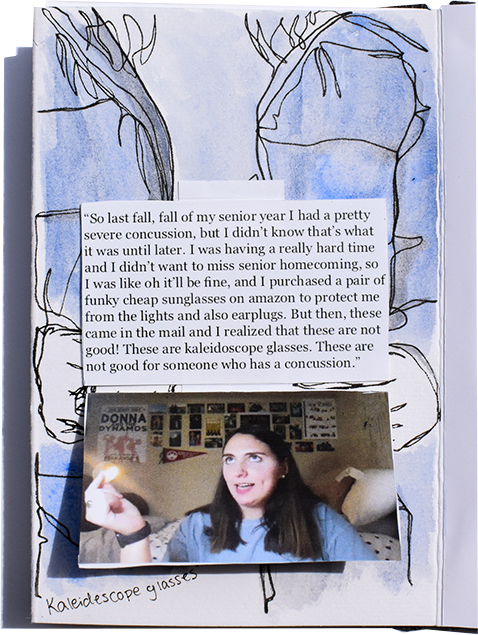 “So last fall, fall of my senior year I had a pretty
severe concussion, but I didn’t know that’s what
it was until later. I was having a really hard time
and I didn’t want to miss senior homecoming, so
I was like oh it’ll be fine, and I purchased a pair of
funky cheap sunglasses on amazon to protect me
from the lights and also earplugs. But then, these
came in the mail and I realized that these are not
good! These are kaleidoscope glasses. These are
not good for someone who has a concussion.”
DONNA
DYNAMOS
Kaleidescope glasses